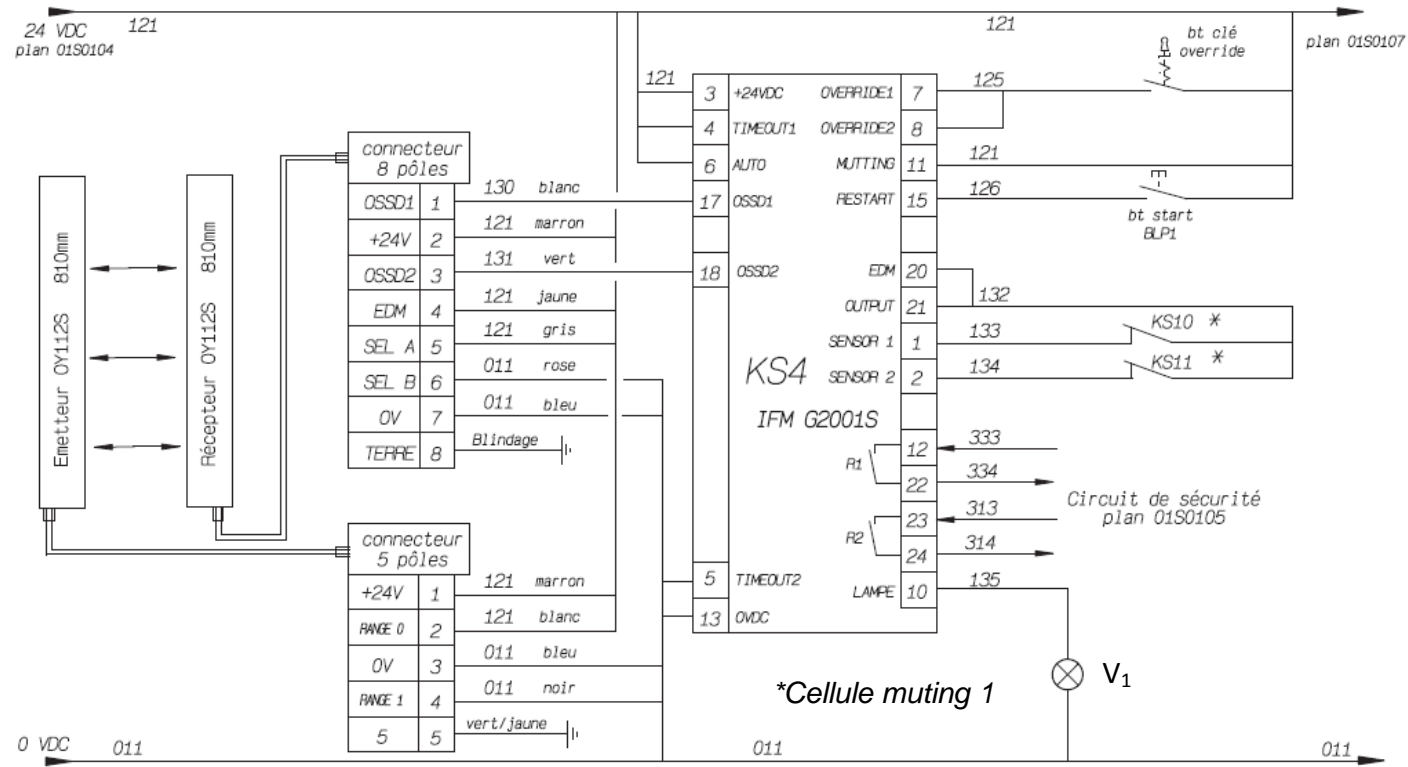 24 VDC
plan 01S0104
121
121
plan 01S0107
bt clé
override
121
3 +24VDC OVERRIDE1 7 125
4 TIMEOUT1 OVERRIDE2 8
6 AUTO MUTTING 11 121
17 OSSD1 RESTART 15 126
bt start
BLP1
18 OSSD2 EDM 20
OUTPUT 21 132
SENSOR 1 1 133 KS10 *
SENSOR 2 2 134 KS11 *
KS4
IFM G2001S
R1 12 333
22 334
R2 23 313
24 314
Circuit de sécurité
plan 01S0105
5 TIMEOUT2 LAMPE 10 135
13 0VDC
V1
*Cellule muting 1
Emetteur OY112S 810mm
Récepteur OY112S 810mm
connecteur
8 pôles
OSSD1 1 130 blanc
+24V 2 121 marron
OSSD2 3 131 vert
EDM 4 121 jaune
SEL A 5 121 gris
SEL B 6 011 rose
0V 7 011 bleu
TERRE 8 Blindage
connecteur
5 pôles
+24V 1 121 marron
RANGE 0 2 121 blanc
0V 3 011 bleu
RANGE 1 4 011 noir
5 5 vert/jaune
0 VDC 011
011
011